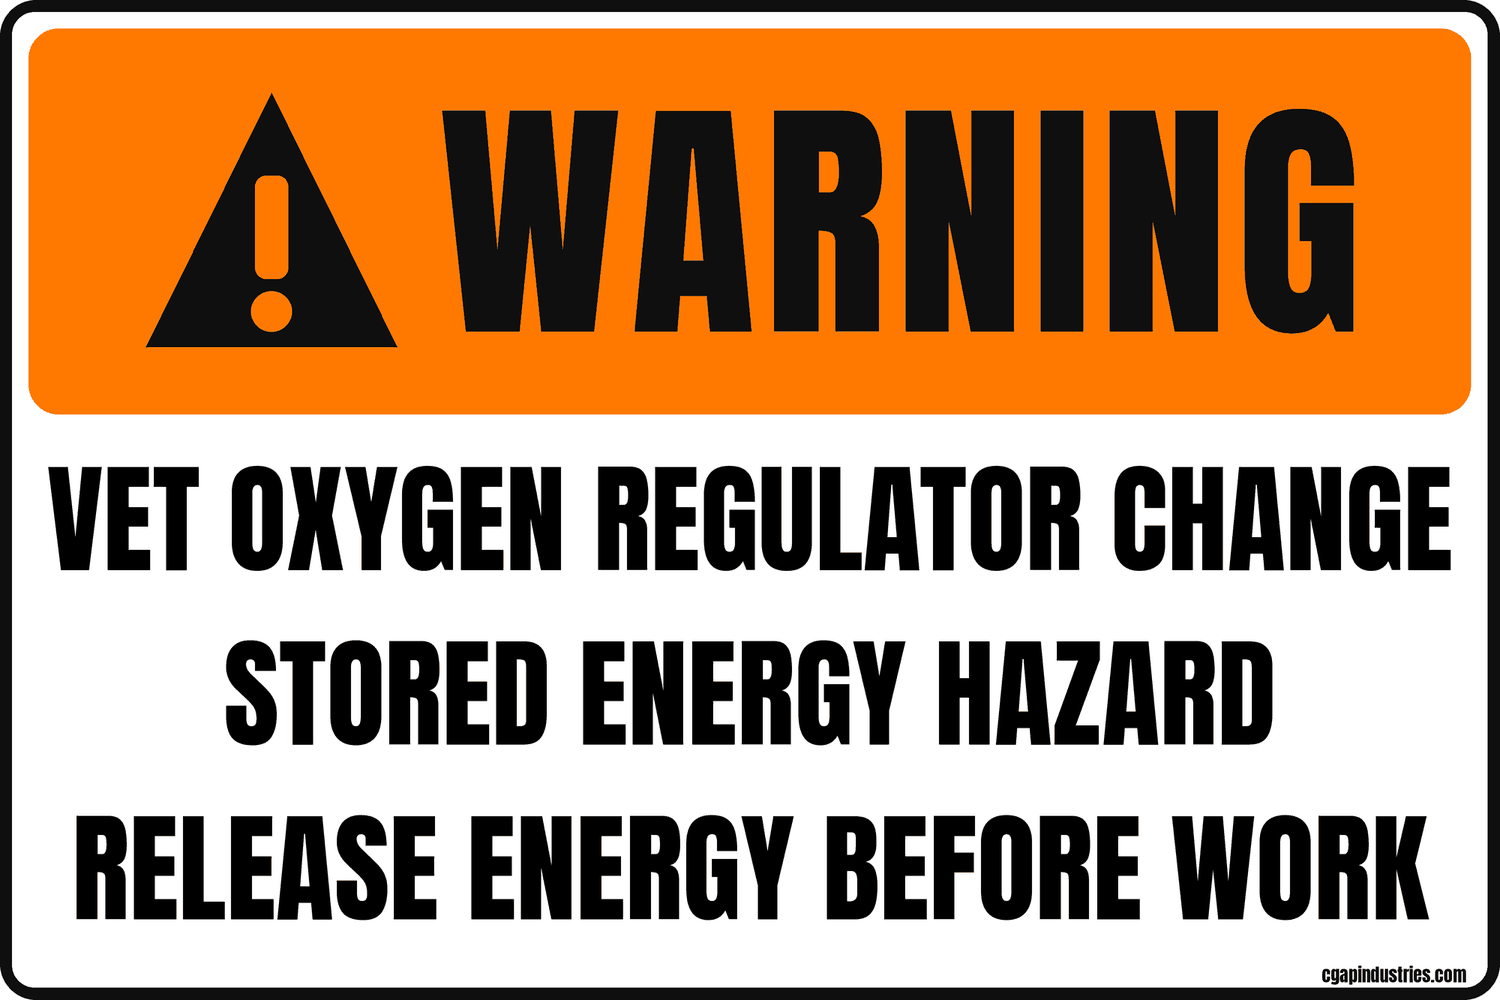 WARNING
VET OXYGEN REGULATOR CHANGE
STORED ENERGY HAZARD
RELEASE ENERGY BEFORE WORK
cgapindustries.com